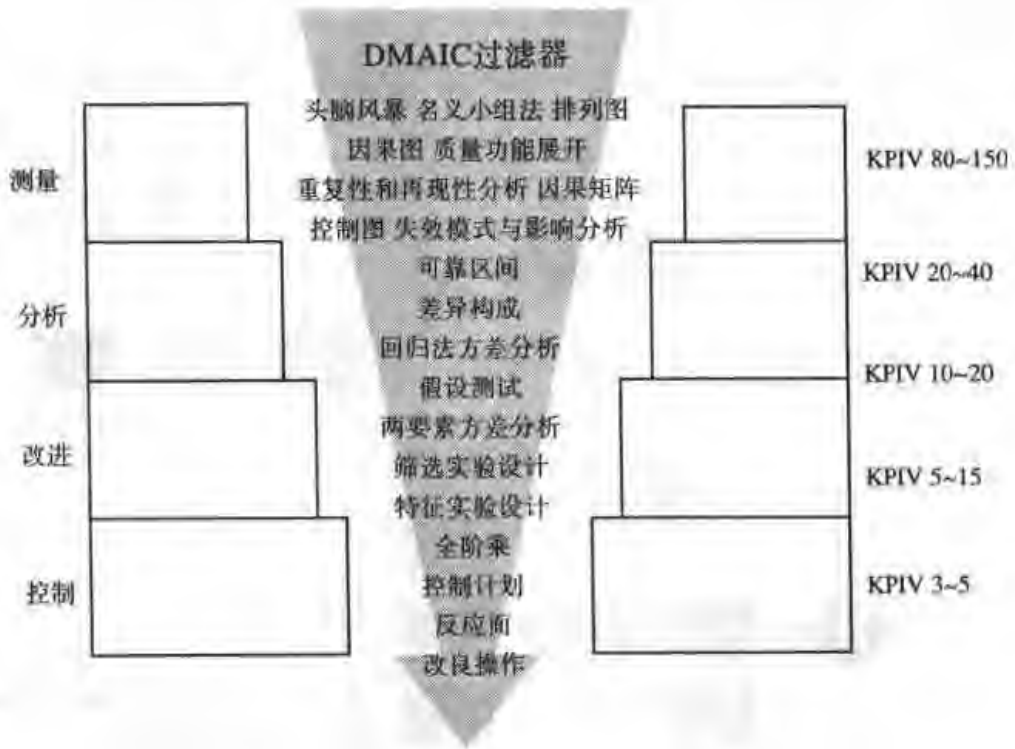 DMAIC过滤器
头脑风暴 名义小组法 排列图
因果图 质量功能展开
重复性和再现性分析 因果矩阵
控制图 失效模式与影响分析
可靠区间
差异构成
回归法方差分析
假设测试
两要素方差分析
筛选实验设计
特征实验设计
全阶乘
控制计划
反应面
改良操作
测量
分析
改进
控制
KPIV 80~150
KPIV 20~40
KPIV 10~20
KPIV 5~15
KPIV 3~5